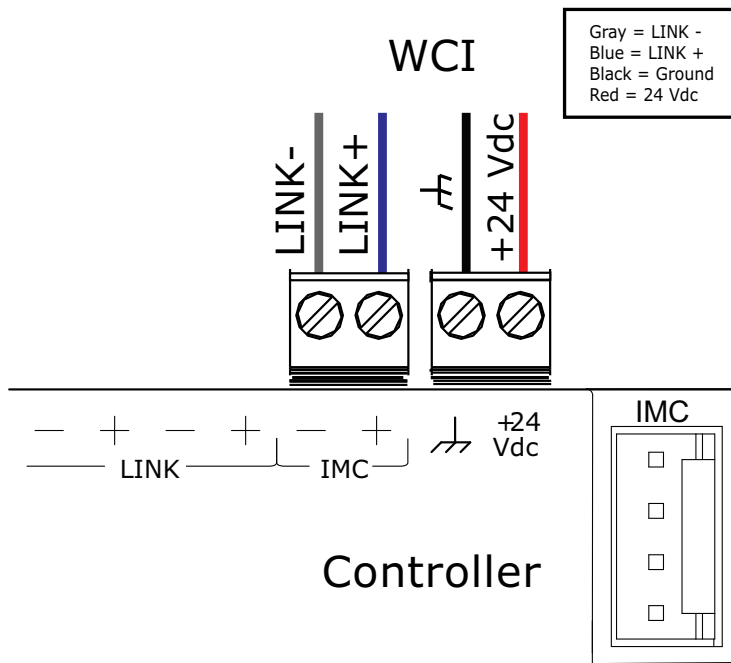 WCI
Gray = LINK -
Blue = LINK +
Black = Ground
Red = 24 Vdc
LINK-
LINK+
+24 Vdc
− + − + − +
+24
Vdc
LINK
IMC
IMC
Controller